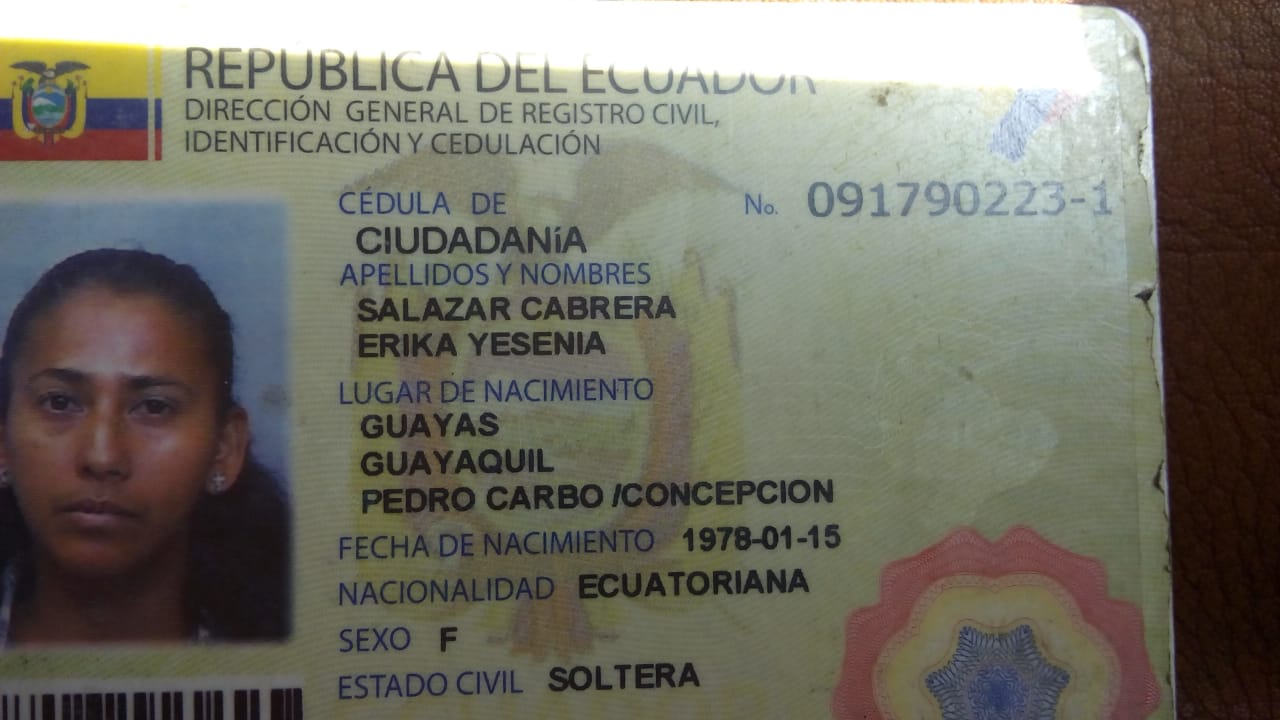 REPÚBLICA DEL ECUADOR
DIRECCIÓN GENERAL DE REGISTRO CIVIL,
IDENTIFICACIÓN Y CEDULACIÓN
CÉDULA DE No. 091790223-1
CIUDADANíA
APELLIDOS Y NOMBRES
SALAZAR CABRERA
ERIKA YESENIA
LUGAR DE NACIMIENTO
GUAYAS
GUAYAQUIL
PEDRO CARBO /CONCEPCION
FECHA DE NACIMIENTO 1978-01-15
NACIONALIDAD ECUATORIANA
SEXO F
ESTADO CIVIL SOLTERA